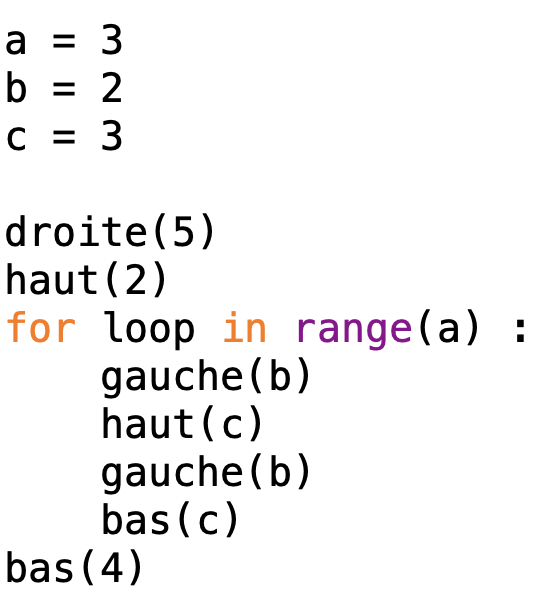 a = 3
b = 2
c = 3

droite(5)
haut(2)
for loop in range(a) :
    gauche(b)
    haut(c)
    gauche(b)
    bas(c)
bas(4)